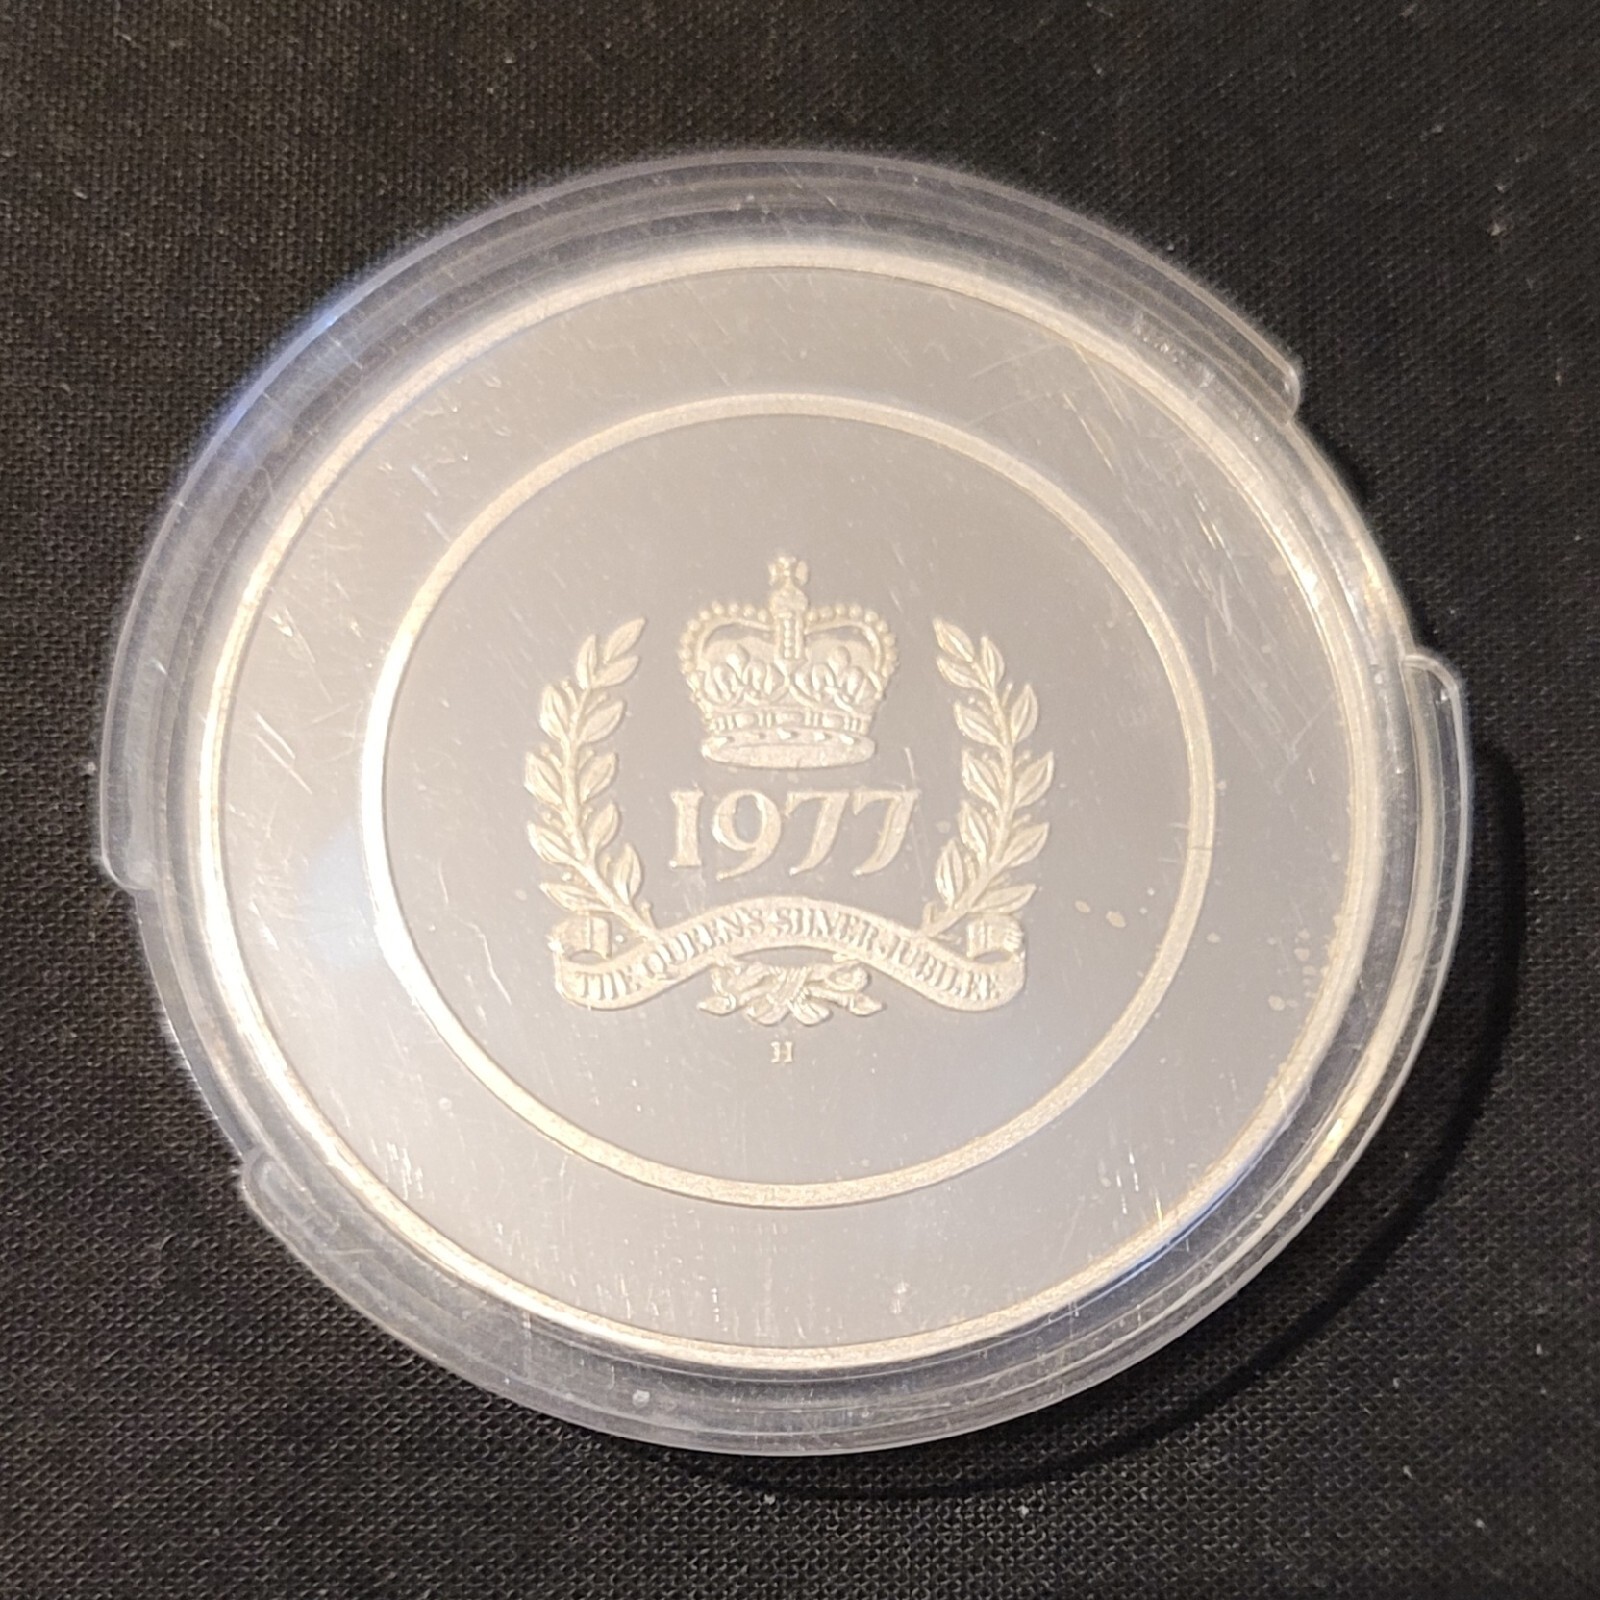 1977
THE QUEEN'S SILVER JUBILEE
H